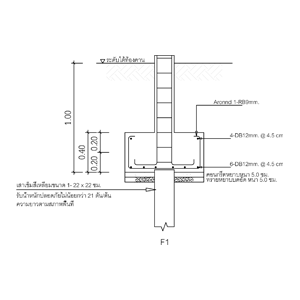 ระดับใต้ท้องคาน
1.00
0.40
0.20
0.20
Around 1-RB9mm.
4-DB12mm. @ 4.5 cm
6-DB12mm. @ 4.5 cm
คอนกรีตหยาบหนา 5.0 ซม.
ทรายหยาบบดอัด หนา 5.0 ซม.
เสาเข็มสี่เหลี่ยมขนาด 1- 22 x 22 ซม.
รับน้ำหนักปลอดภัยไม่น้อยกว่า 21 ตัน/ต้น
ความยาวตามสภาพพื้นที่
F1